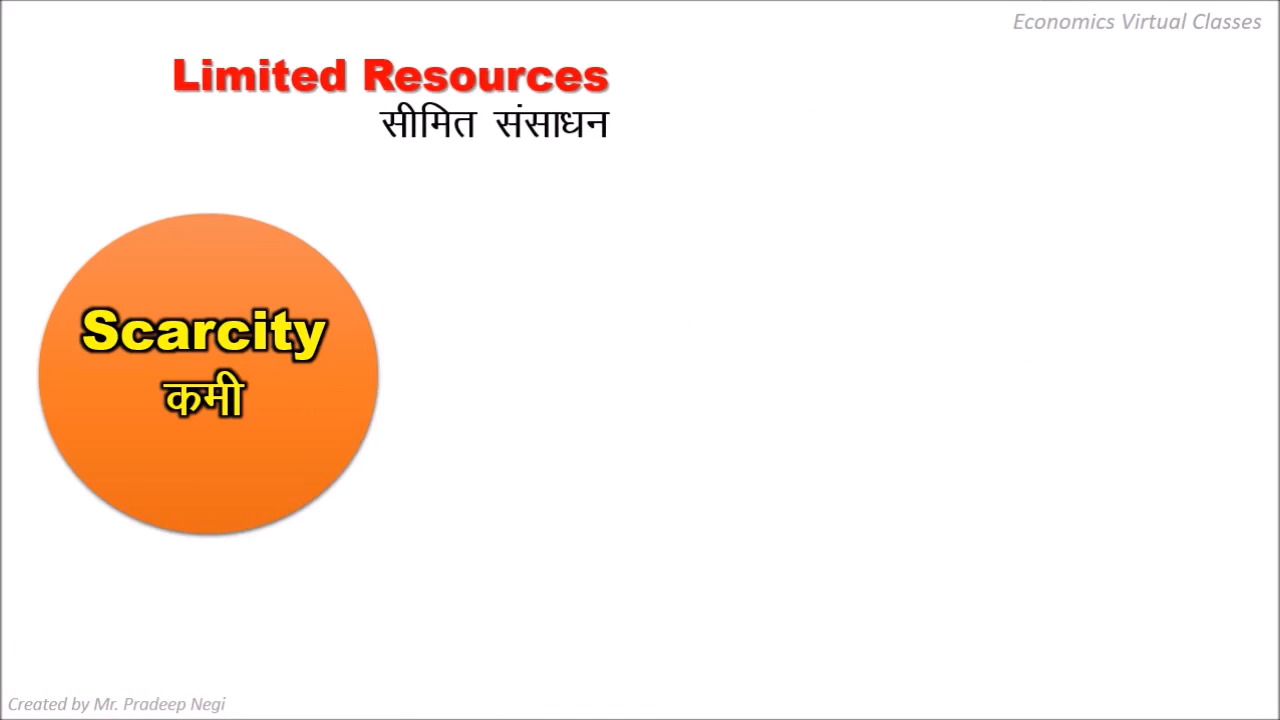 Economics Virtual Classes
Limited Resources
सीमित संसाधन
Scarcity
कमी
Created by Mr. Pradeep Negi